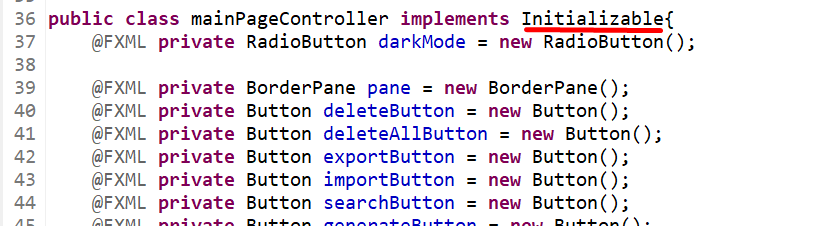 36 public class mainPageController implements Initializable{
37 @FXML private RadioButton darkMode = new RadioButton();
38
39 @FXML private BorderPane pane = new BorderPane();
40 @FXML private Button deleteButton = new Button();
41 @FXML private Button deleteAllButton = new Button();
42 @FXML private Button exportButton = new Button();
43 @FXML private Button importButton = new Button();
44 @FXML private Button searchButton = new Button();
45 @FXML private Button generateButton = new Button();